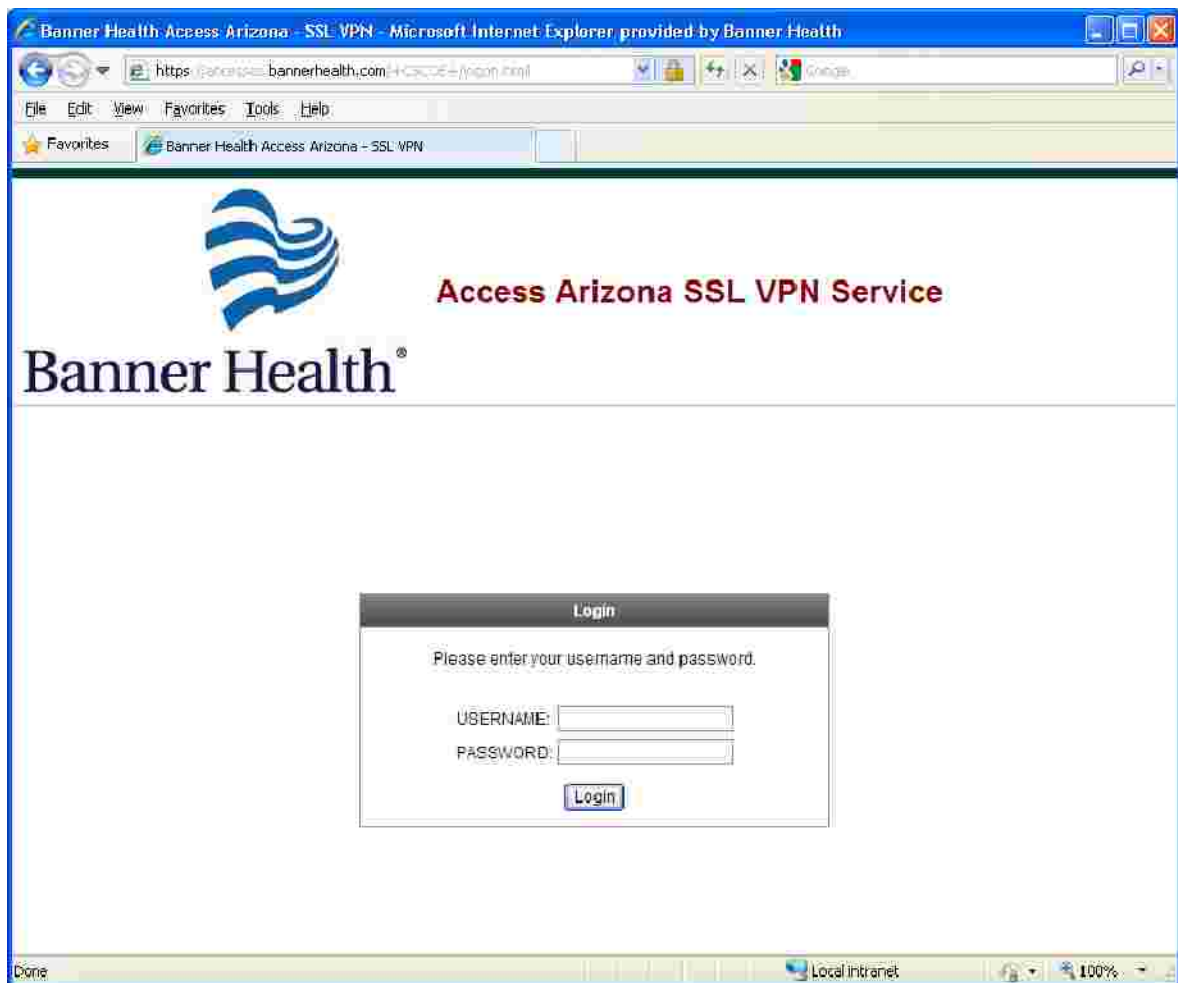 Banner Health Access Arizona - SSL VPN - Microsoft Internet Explorer provided by Banner Health
https bannerhealth.com
Google
File Edit View Favorites Tools Help
Favorites Banner Health Access Arizona - SSL VPN
Access Arizona SSL VPN Service
Banner Health®
Login
Please enter your username and password.
USERNAME:
PASSWORD:
Login
Done Local intranet 100%